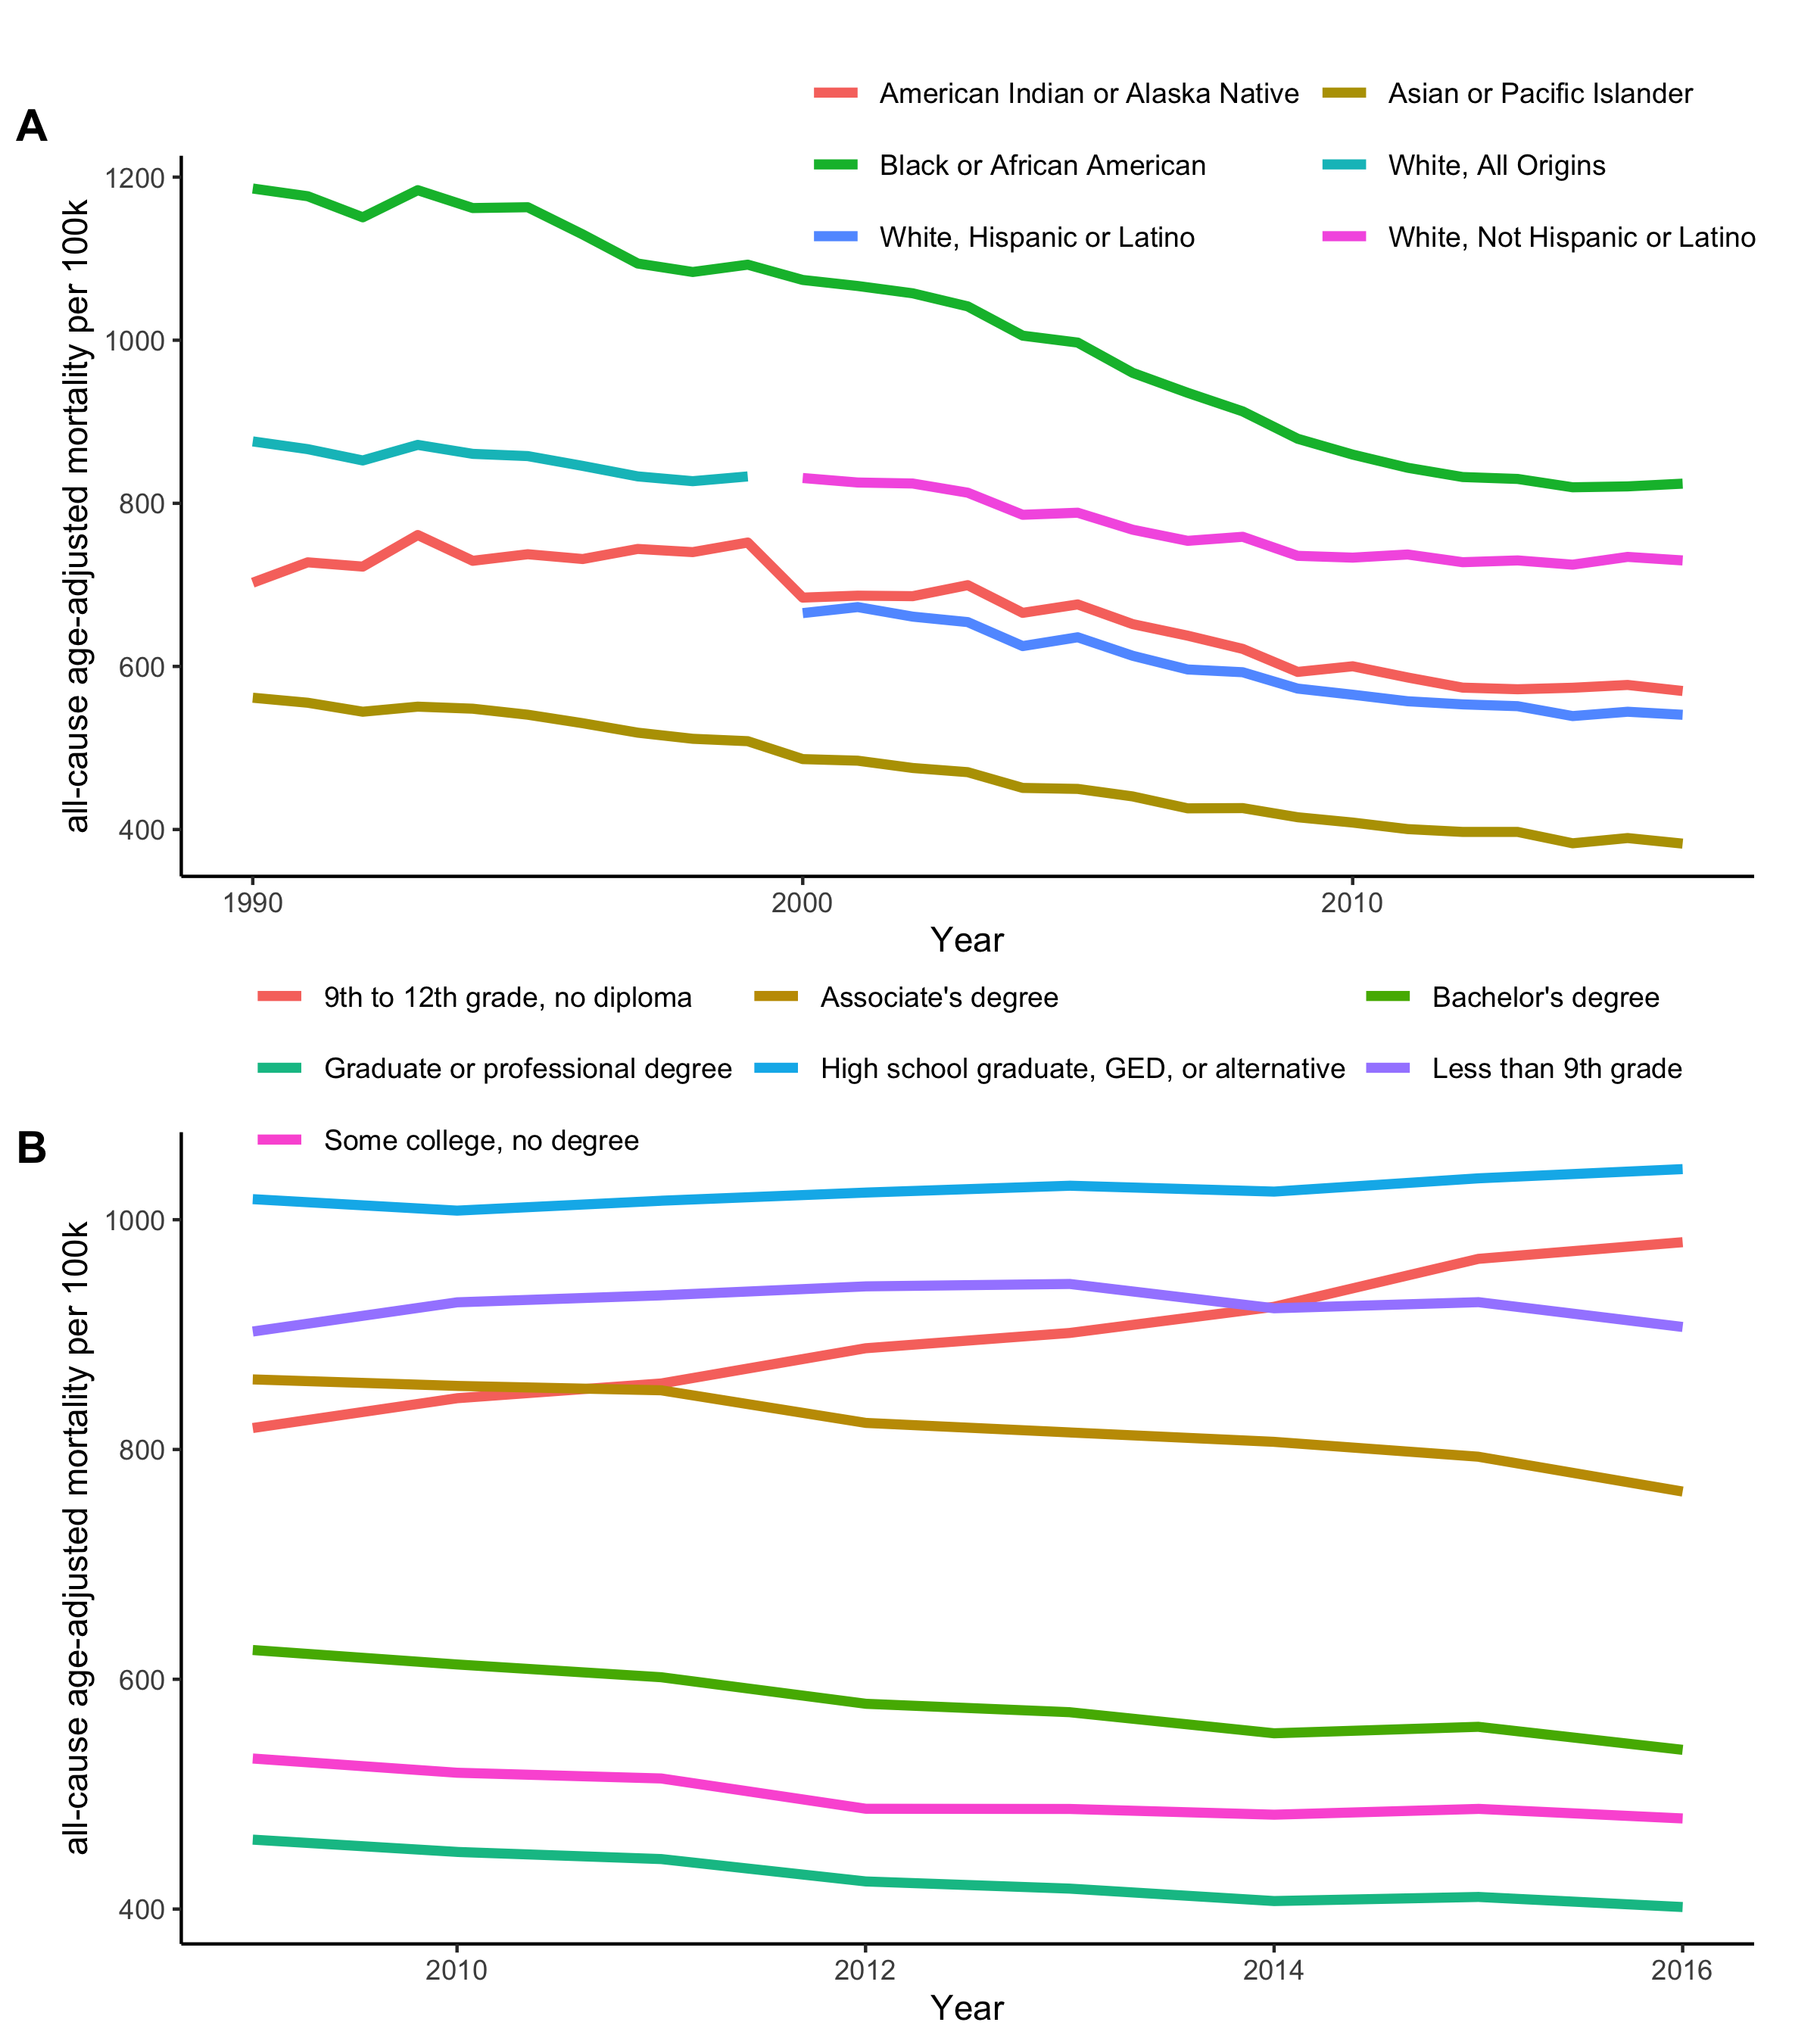 American Indian or Alaska Native Asian or Pacific Islander
A
Black or African American White, All Origins
White, Hispanic or Latino White, Not Hispanic or Latino
all-cause age-adjusted mortality per 100k
1200
1000
800
600
400
1990 2000 2010
Year
9th to 12th grade, no diploma Associate's degree Bachelor's degree
Graduate or professional degree High school graduate, GED, or alternative Less than 9th grade
Some college, no degree
B
all-cause age-adjusted mortality per 100k
1000
800
600
400
2010 2012 2014 2016
Year